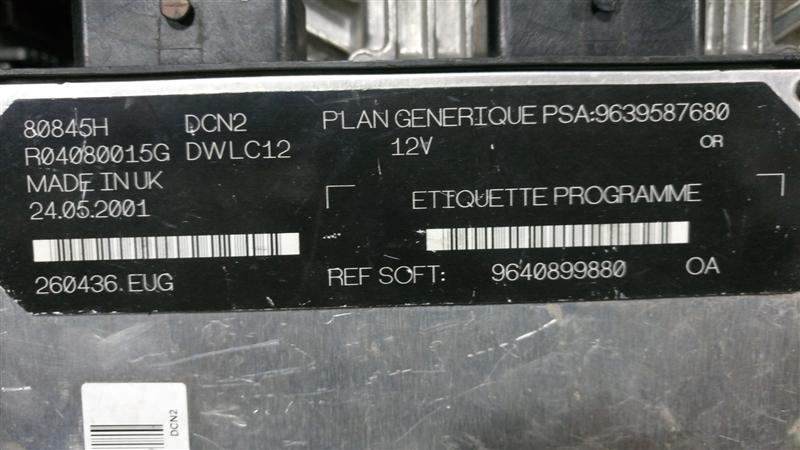 80845H DCN2 PLAN GENERIQUE PSA:9639587680
R04080015G DWLC12 12V OR
MADE IN UK ETIQUETTE PROGRAMME
24.05.2001
260436.EUG REF SOFT: 9640899880 OA
DCN2